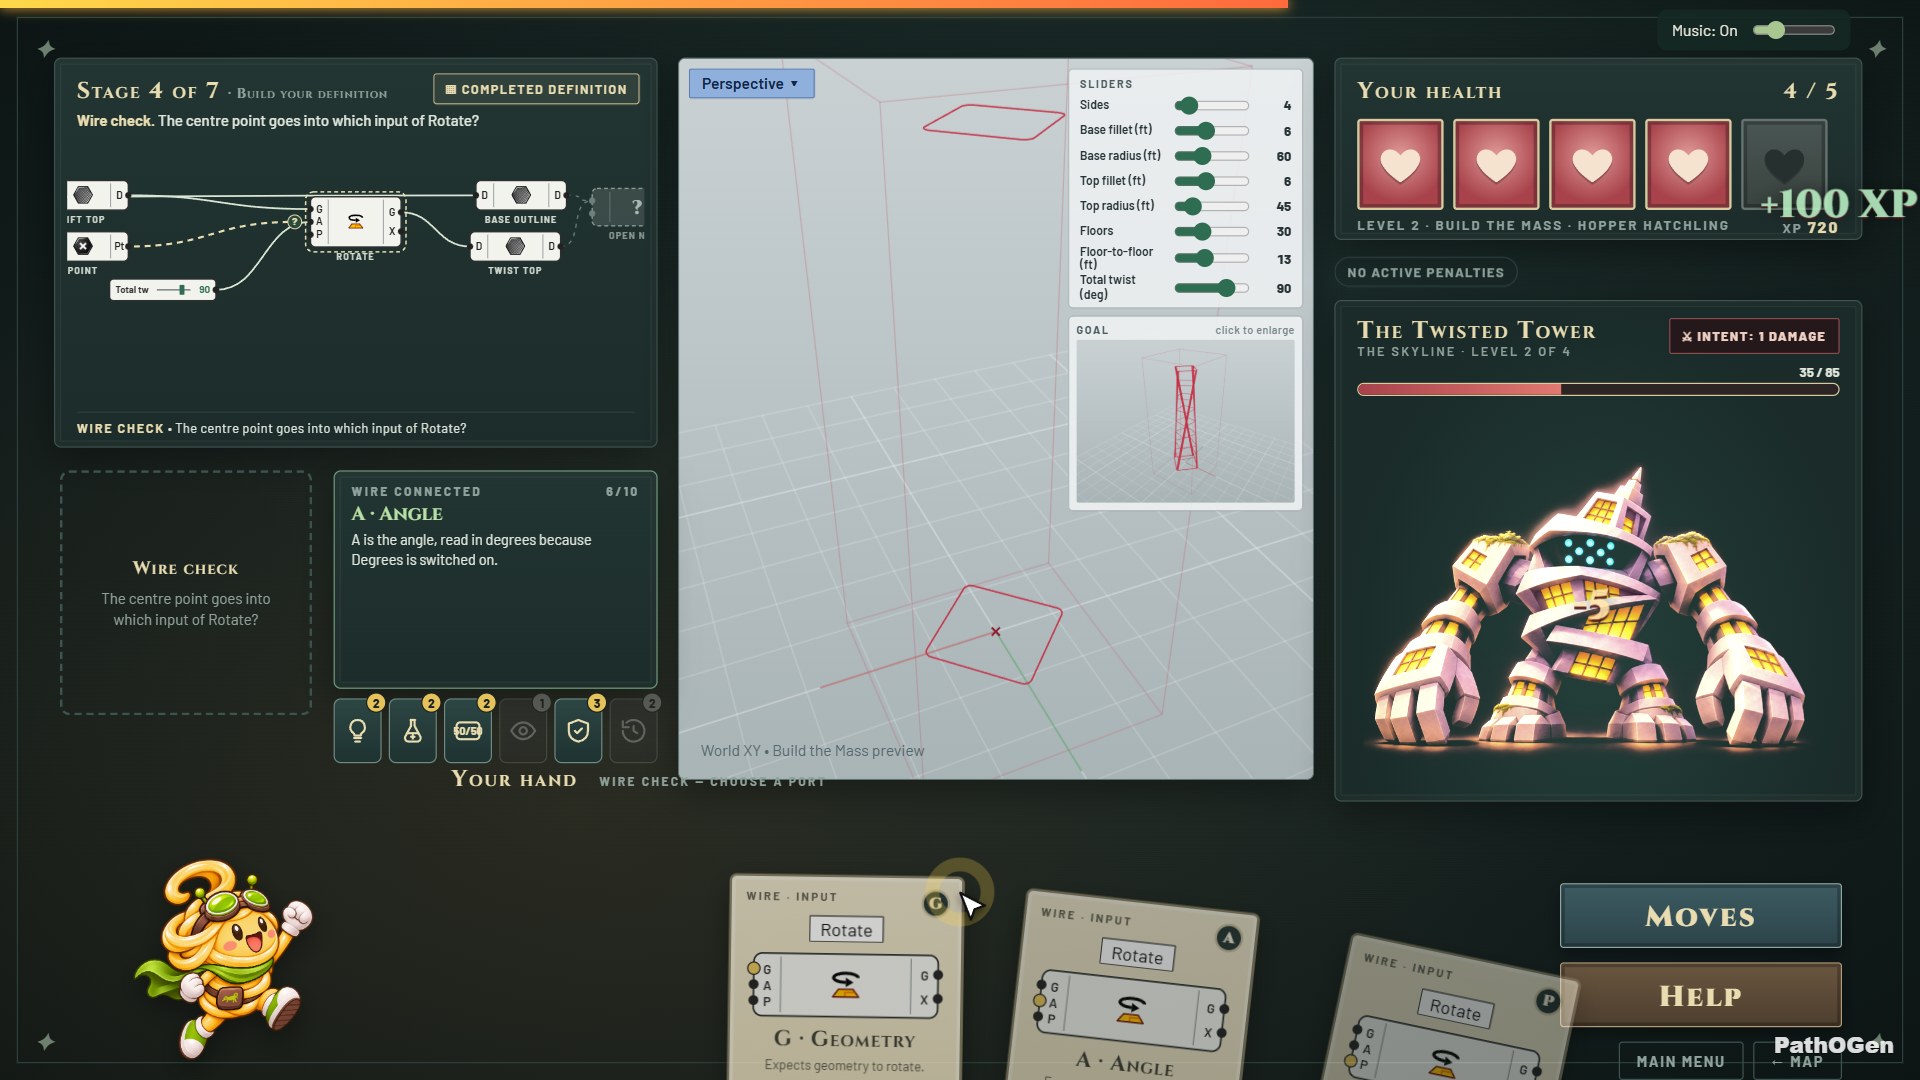 Music: On
STAGE 4 OF 7 · BUILD YOUR DEFINITION
COMPLETED DEFINITION
Wire check. The centre point goes into which input of Rotate?
D
IFT TOP
Pt
POINT
Total tw 90
?
G
A
P
G
X
ROTATE
D D
BASE OUTLINE
D D
TWIST TOP
?
OPEN N
WIRE CHECK • The centre point goes into which input of Rotate?
WIRE CHECK
The centre point goes into
which input of Rotate?
WIRE CONNECTED 6/10
A · ANGLE
A is the angle, read in degrees because
Degrees is switched on.
2
2
2
1
3
2
50/50
YOUR HAND WIRE CHECK – CHOOSE A PORT
Perspective ▼
SLIDERS
Sides 4
Base fillet (ft) 6
Base radius (ft) 60
Top fillet (ft) 6
Top radius (ft) 45
Floors 30
Floor-to-floor (ft) 13
Total twist (deg) 90
GOAL click to enlarge
World XY • Build the Mass preview
YOUR HEALTH 4 / 5
+100 XP
LEVEL 2 · BUILD THE MASS · HOPPER HATCHLING
XP 720
NO ACTIVE PENALTIES
THE TWISTED TOWER
THE SKYLINE · LEVEL 2 OF 4
INTENT: 1 DAMAGE
35 / 85
-5
WIRE · INPUT G
Rotate
G
A
P
G
X
G · GEOMETRY
Expects geometry to rotate.
WIRE · INPUT A
Rotate
G
A
P
G
X
A · ANGLE
WIRE · INPUT P
Rotate
G
A
P
G
MOVES
HELP
MAIN MENU
← MAP
PathOGen